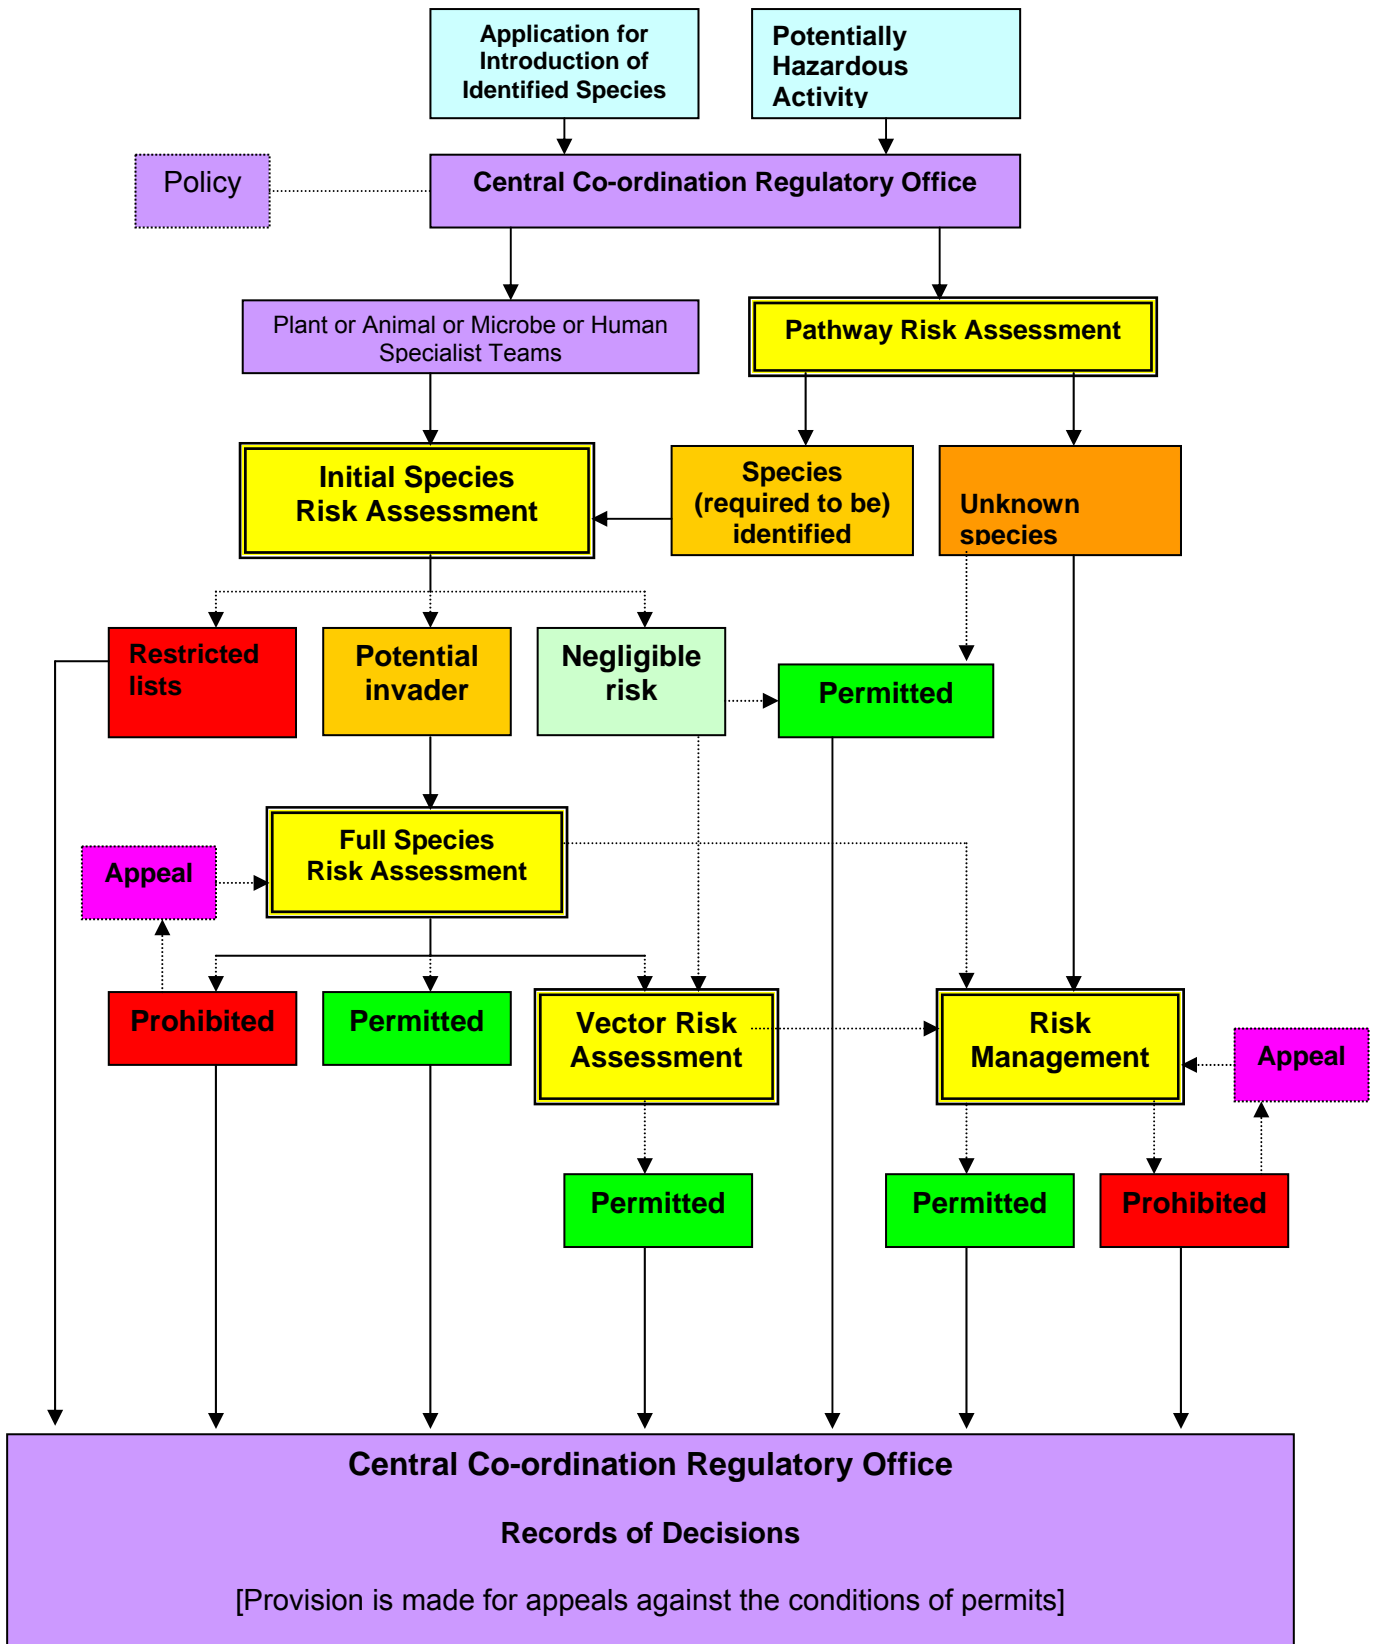 Application for
Introduction of
Identified Species
Potentially
Hazardous
Activity
Policy
Central Co-ordination Regulatory Office
Plant or Animal or Microbe or Human
Specialist Teams
Pathway Risk Assessment
Initial Species
Risk Assessment
Species
(required to be)
identified
Unknown
species
Restricted
lists
Potential
invader
Negligible
risk
Permitted
Full Species
Risk Assessment
Appeal
Prohibited
Permitted
Vector Risk
Assessment
Risk
Management
Appeal
Permitted
Permitted
Prohibited
Central Co-ordination Regulatory Office
Records of Decisions
[Provision is made for appeals against the conditions of permits]